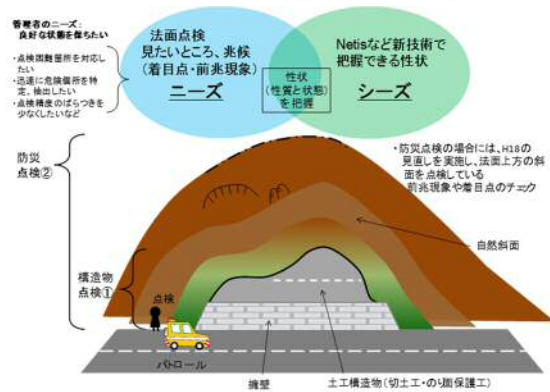 管理者のニーズ：
良好な状態を保ちたい
・点検困難箇所を対応し
たい
・迅速に危険個所を特
定、抽出したい
・点検精度のばらつきを
少なくしたいなど
法面点検
見たいところ、兆候
（着目点・前兆現象）
ニーズ
性状
（性質と状態）
を把握
Netisなど新技術で
把握できる性状
シーズ
防災
点検②
・防災点検の場合には、H18の
見直しを実施し、法面上方の斜
面を点検している
前兆現象や着目点のチェック
自然斜面
構造物
点検①
点検
パトロール
擁壁
土工構造物（切土工・のり面保護工）